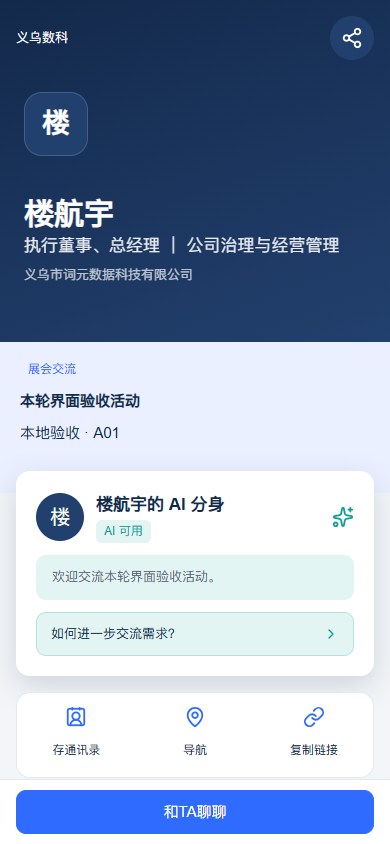 义乌数科
楼
楼航宇
执行董事、总经理 ｜ 公司治理与经营管理
义乌市词元数据科技有限公司
展会交流
本轮界面验收活动
本地验收 · A01
楼
楼航宇的 AI 分身
AI 可用
欢迎交流本轮界面验收活动。
如何进一步交流需求?
存通讯录
导航
复制链接
和TA聊聊